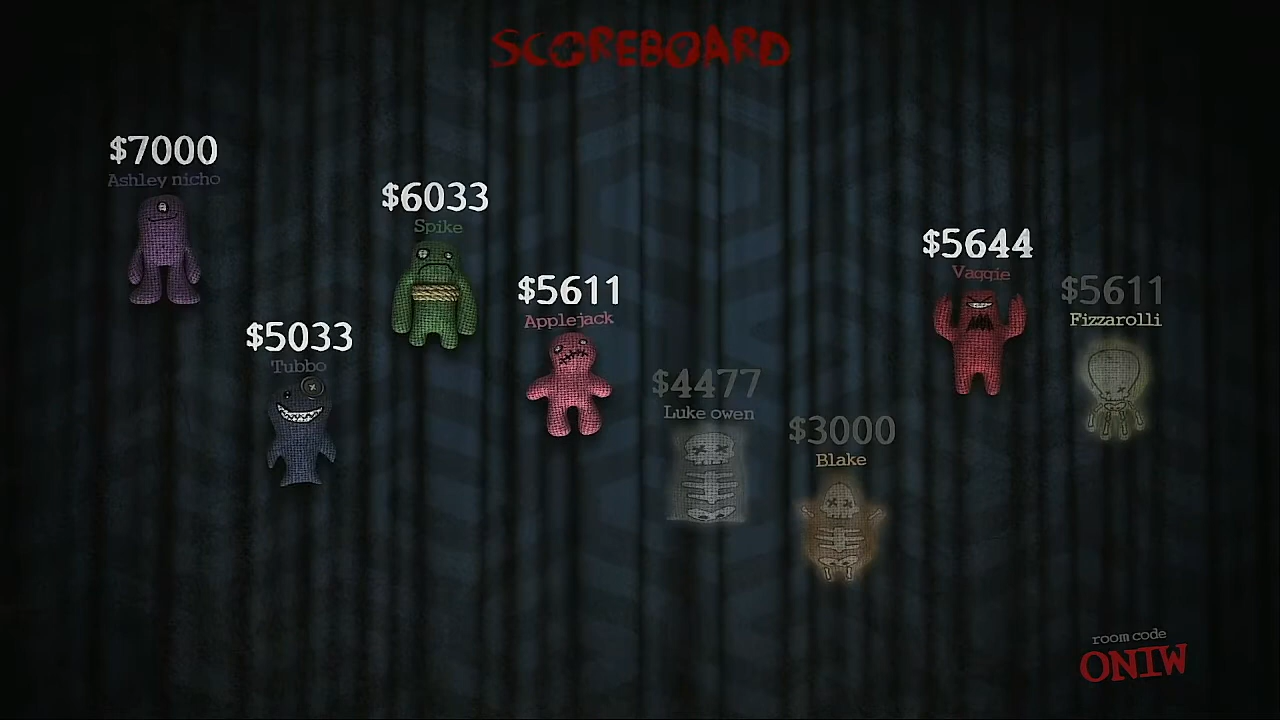 SCOREBOARD
$7000
Ashley nicho
$5033
Tubbo
$6033
Spike
$5611
Applejack
$4477
Luke owen
$3000
Blake
$5644
Vaggie
$5611
Fizzarolli
room code
ONIW